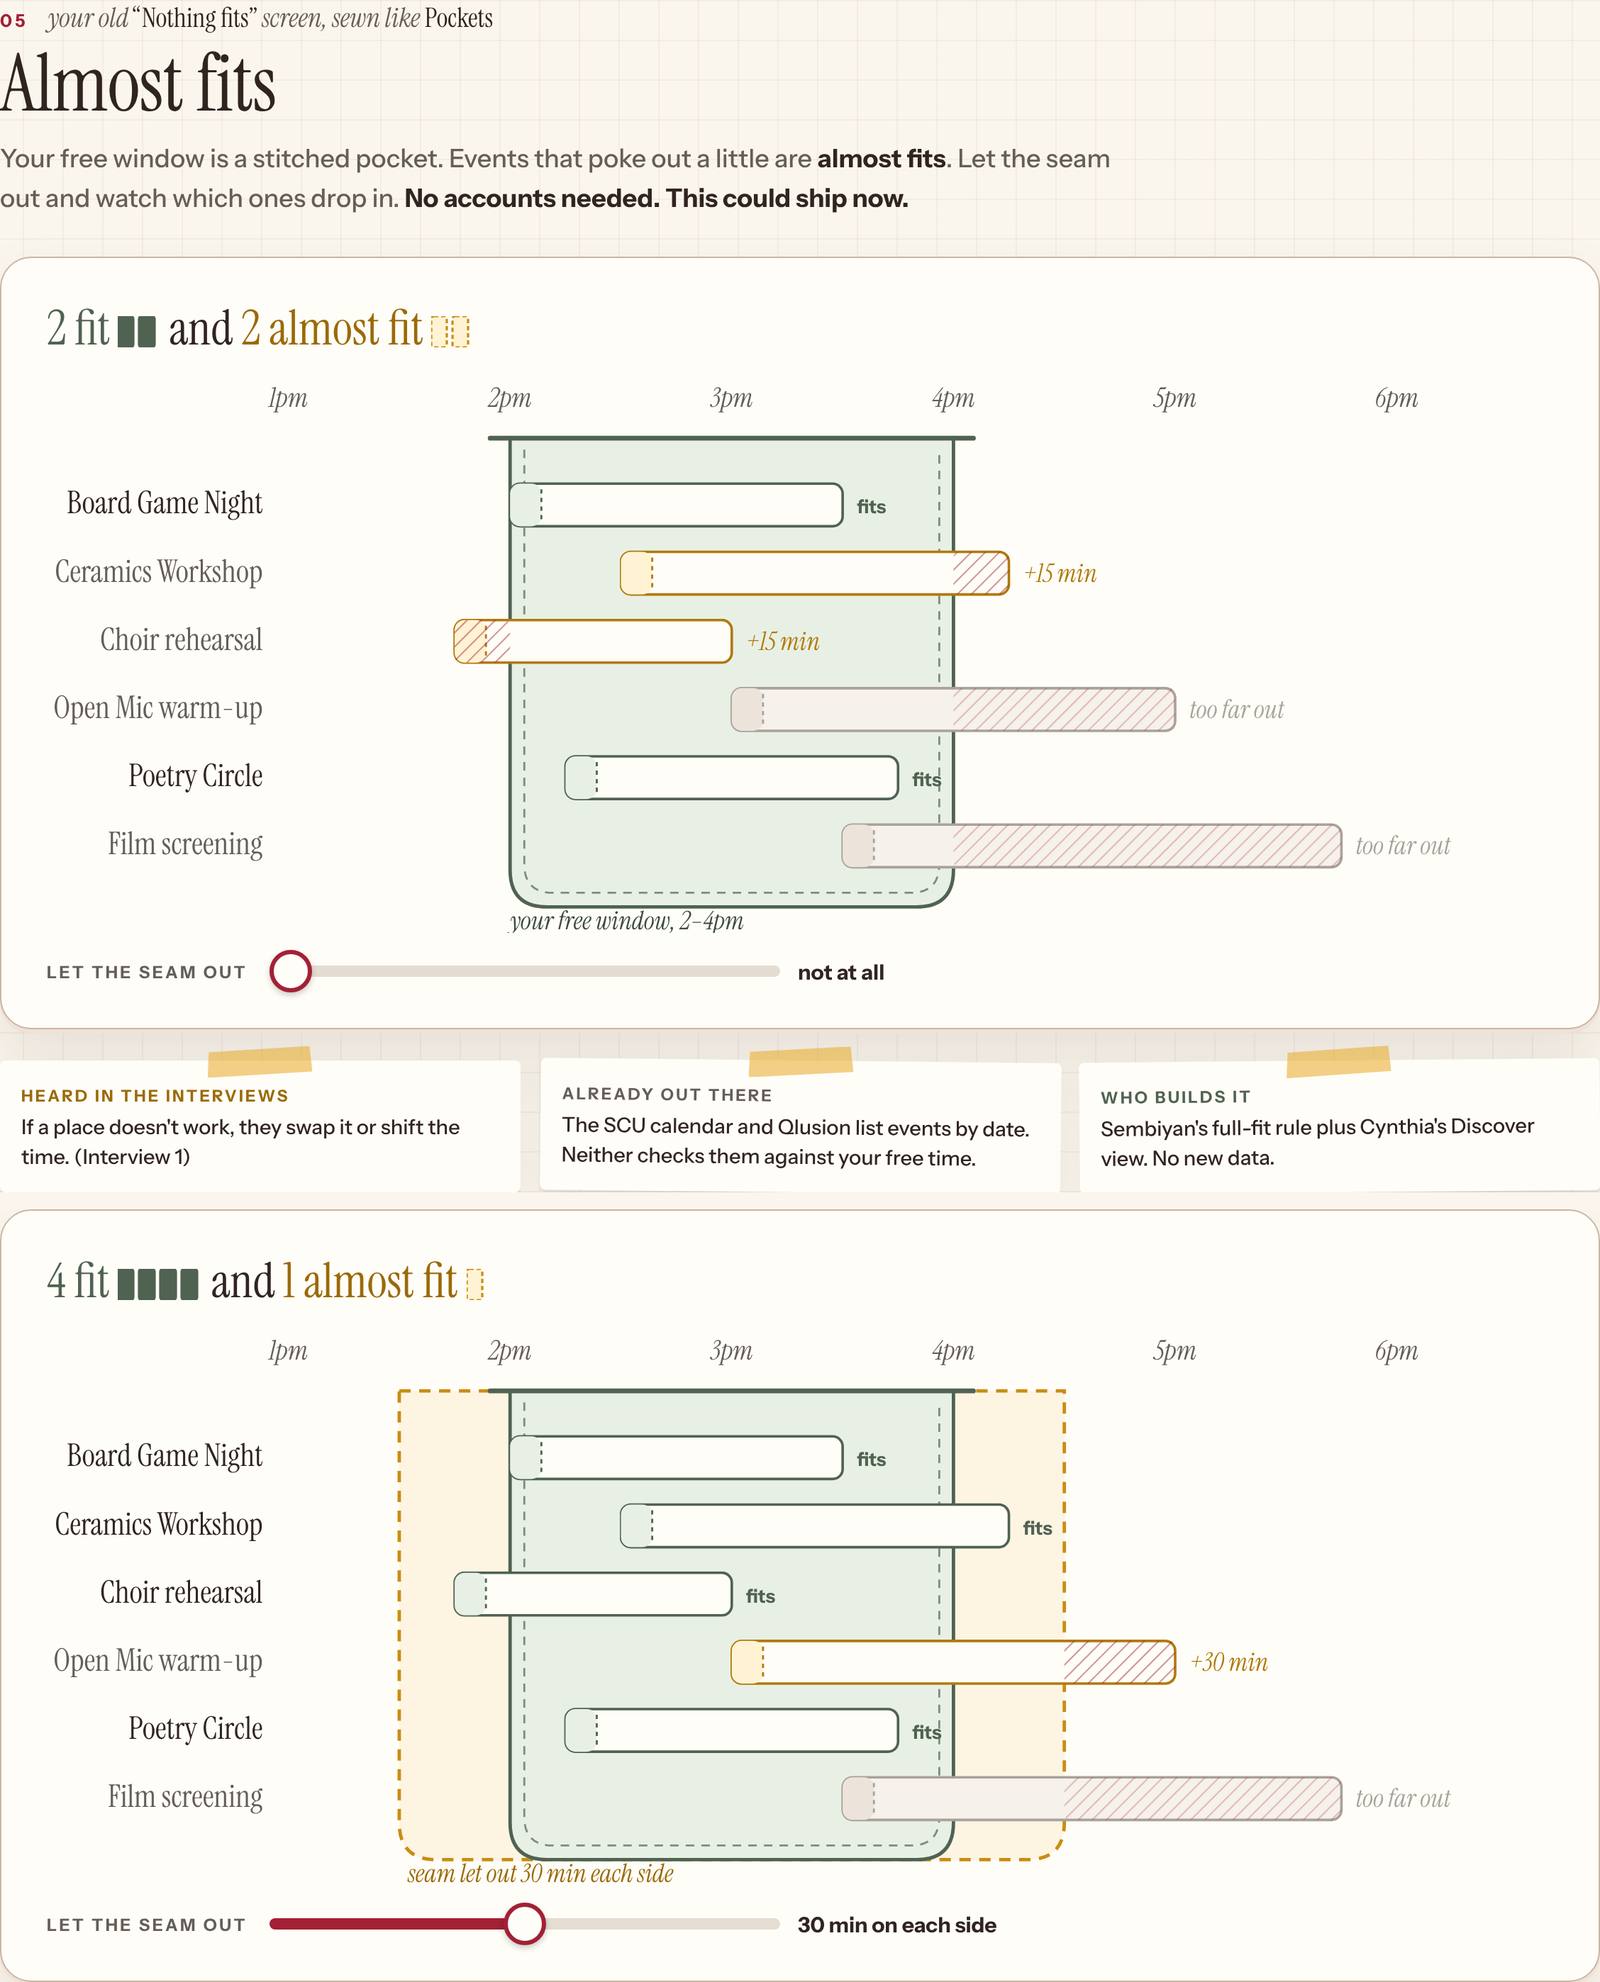 05 your old “Nothing fits” screen, sewn like Pockets
Almost fits
Your free window is a stitched pocket. Events that poke out a little are almost fits. Let the seam
out and watch which ones drop in. No accounts needed. This could ship now.
2 fit and 2 almost fit
1pm 2pm 3pm 4pm 5pm 6pm
Board Game Night fits
Ceramics Workshop +15 min
Choir rehearsal +15 min
Open Mic warm-up too far out
Poetry Circle fits
Film screening too far out
your free window, 2–4pm
LET THE SEAM OUT not at all
HEARD IN THE INTERVIEWS
If a place doesn't work, they swap it or shift the
time. (Interview 1)
ALREADY OUT THERE
The SCU calendar and Qlusion list events by date.
Neither checks them against your free time.
WHO BUILDS IT
Sembiyan's full-fit rule plus Cynthia's Discover
view. No new data.
4 fit and 1 almost fit
1pm 2pm 3pm 4pm 5pm 6pm
Board Game Night fits
Ceramics Workshop fits
Choir rehearsal fits
Open Mic warm-up +30 min
Poetry Circle fits
Film screening too far out
seam let out 30 min each side
LET THE SEAM OUT 30 min on each side